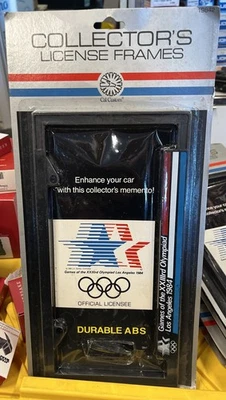 COLLECTOR'S
LICENSE FRAMES
Cal Custom
Enhance your car
with this collector's memento!
Games of the XXIIIrd Olympiad Los Angeles 1984
OFFICIAL LICENSEE
DURABLE ABS
Games of the XXIIIrd Olympiad
Los Angeles 1984